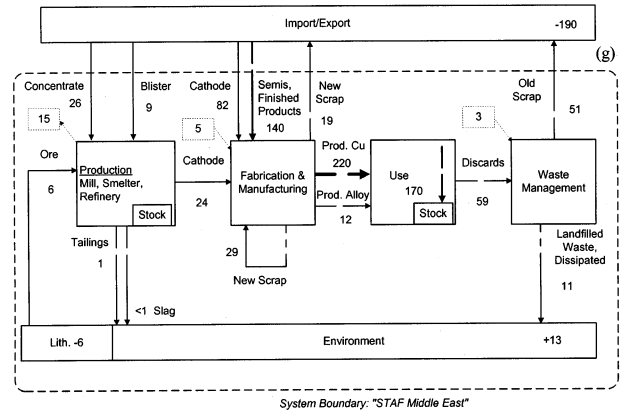 Import/Export
-190
(g)
Concentrate
26
Blister
9
Cathode
82
Semis,
Finished
Products
140
New
Scrap
19
Old
Scrap
51
15
5
3
Ore
6
Production
Mill, Smelter,
Refinery
Stock
Cathode
24
Fabrication &
Manufacturing
Prod. Cu
220
Prod. Alloy
12
Use
170
Stock
Discards
59
Waste
Management
29
New Scrap
Tailings
1
<1 Slag
Landfilled
Waste,
Dissipated
11
Lith. -6
Environment
+13
System Boundary: "STAF Middle East"